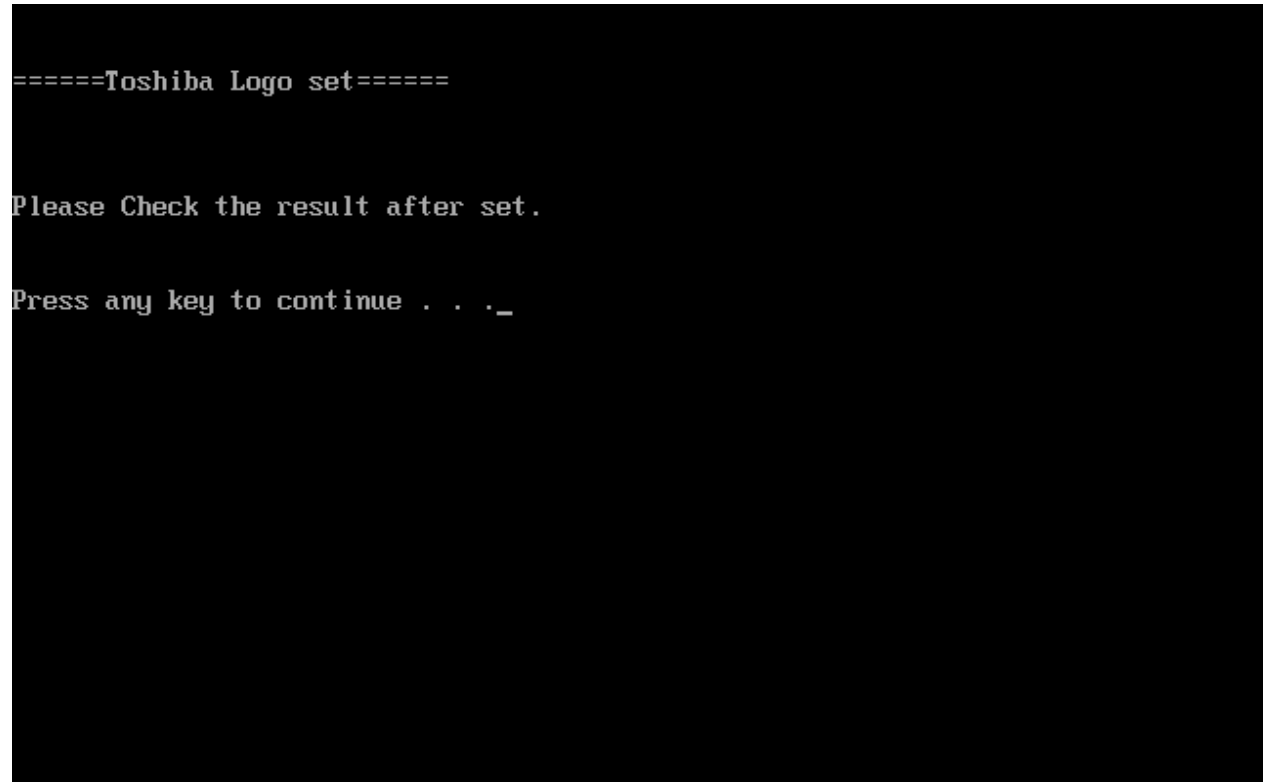 ======Toshiba Logo set======
Please Check the result after set.
Press any key to continue . . ._